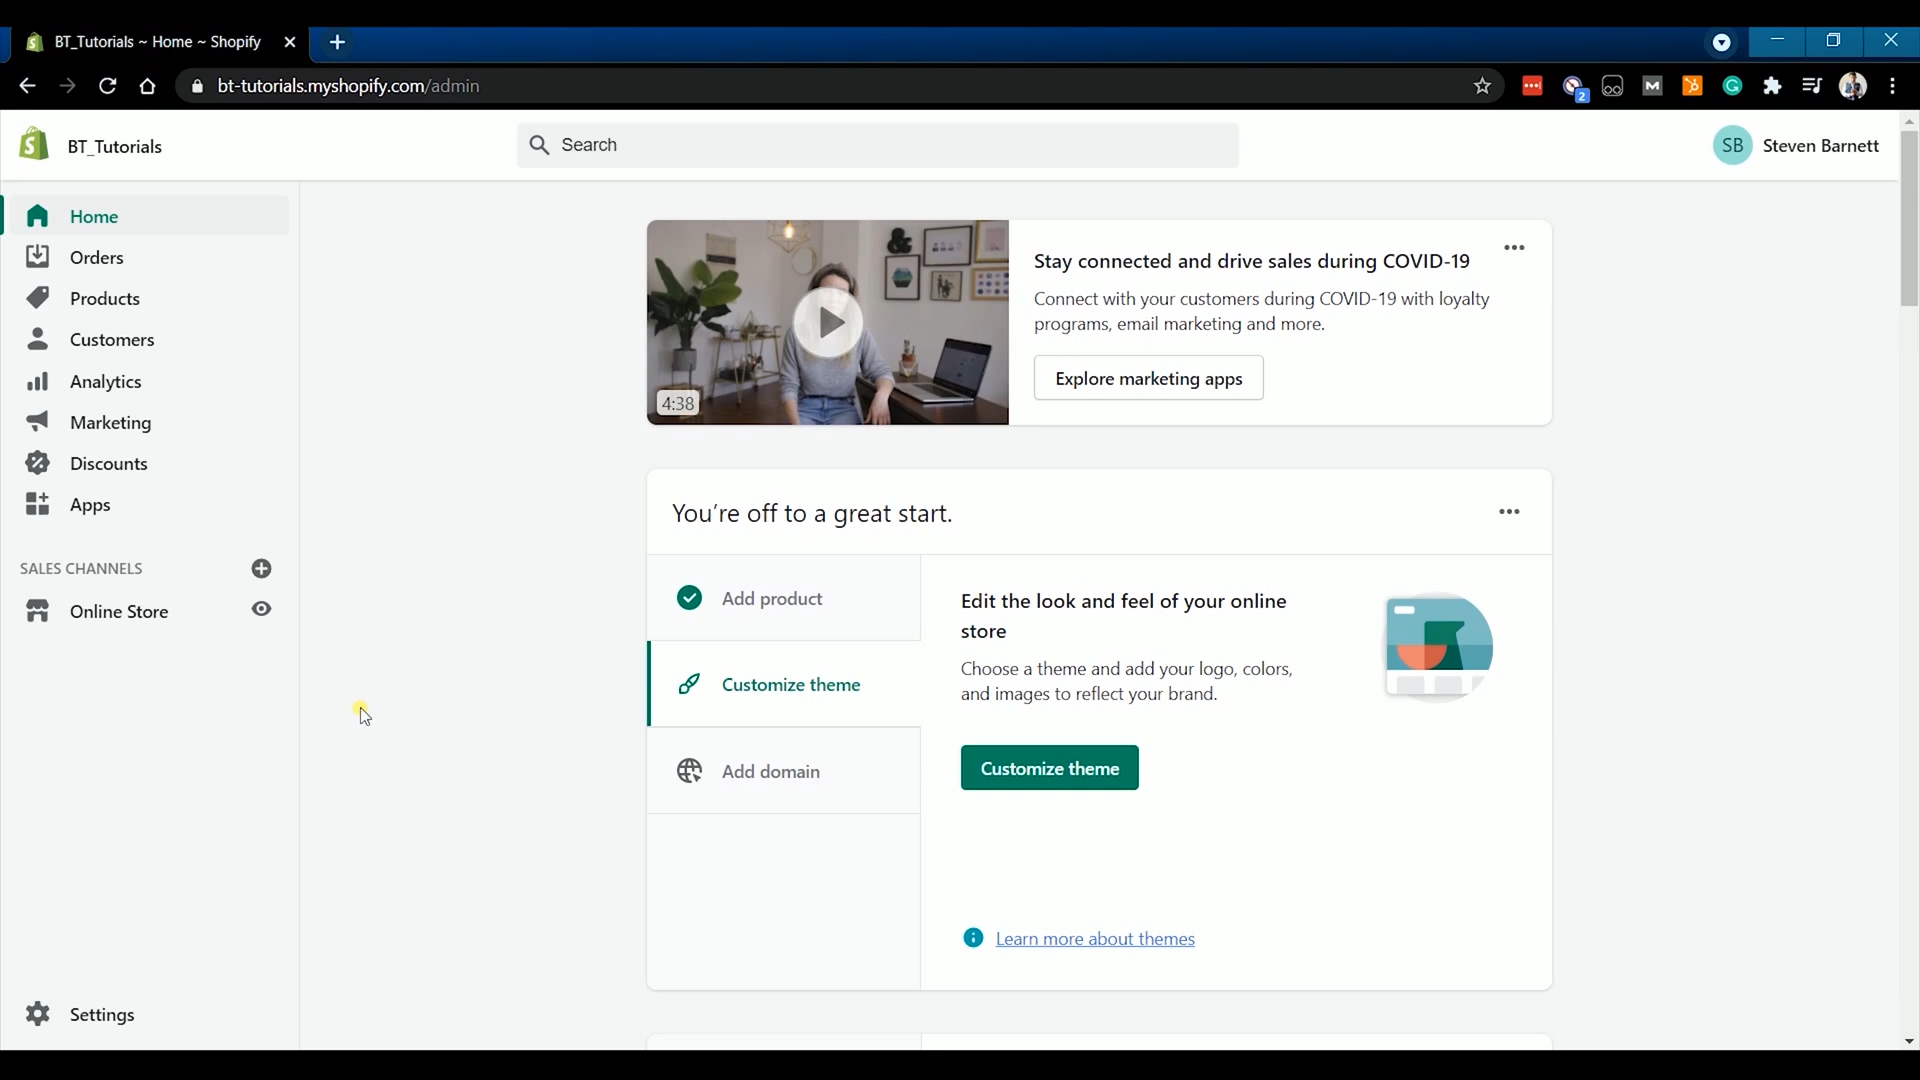 BT_Tutorials ~ Home ~ Shopify
bt-tutorials.myshopify.com/admin
2
BT_Tutorials
Search
SB
Steven Barnett
Home
Orders
Products
Customers
Analytics
Marketing
Discounts
Apps
SALES CHANNELS
Online Store
Settings
4:38
Stay connected and drive sales during COVID-19
Connect with your customers during COVID-19 with loyalty
programs, email marketing and more.
Explore marketing apps
You're off to a great start.
Add product
Customize theme
Add domain
Edit the look and feel of your online
store
Choose a theme and add your logo, colors,
and images to reflect your brand.
Customize theme
Learn more about themes